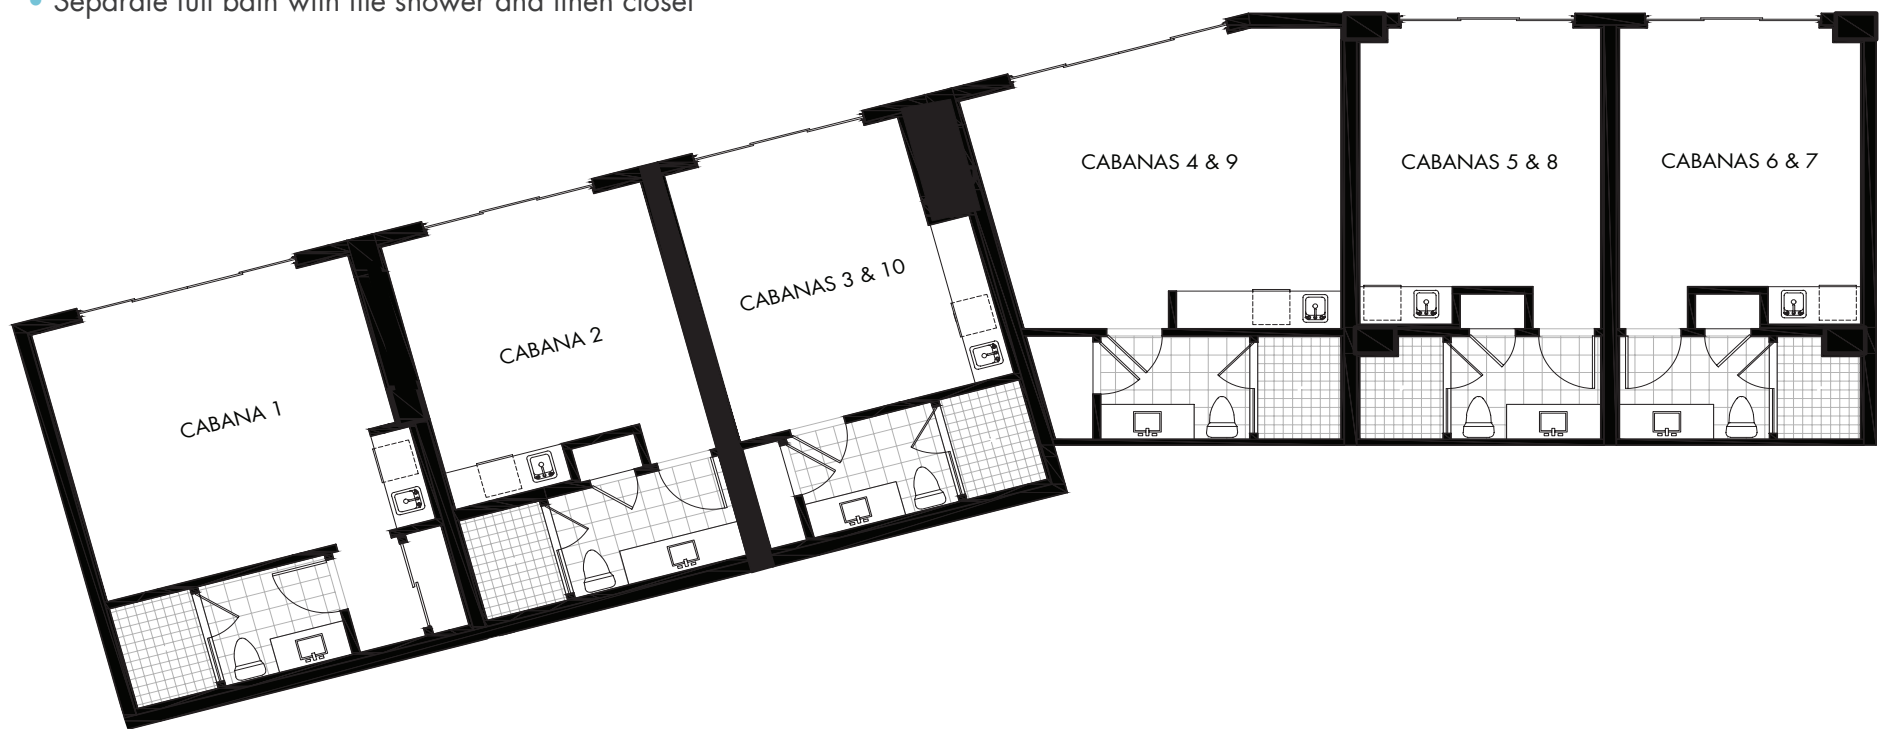 • Separate full bath with tile shower and linen closet
CABANAS 4 & 9
CABANAS 5 & 8
CABANAS 6 & 7
CABANAS 3 & 10
CABANA 2
CABANA 1